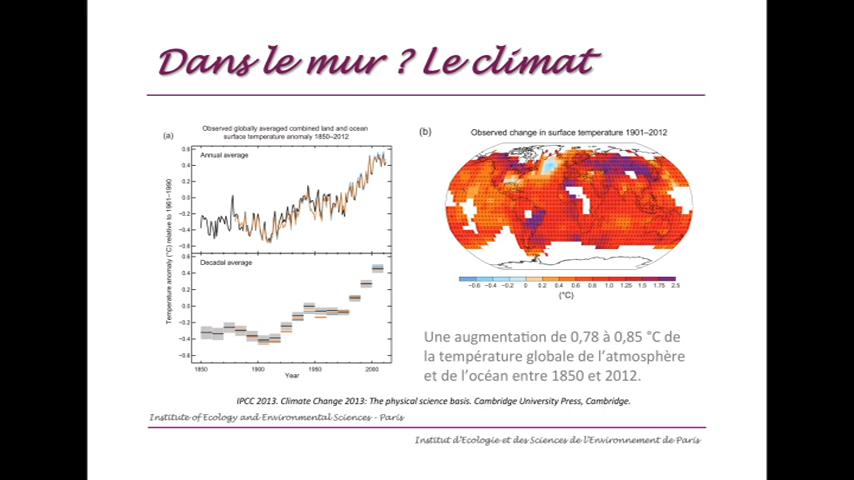 Dans le mur ? Le climat
(a)
Observed globally averaged combined land and ocean
surface temperature anomaly 1850–2012
Annual average
0.6
0.4
0.2
0.0
−0.2
−0.4
−0.6
Decadal average
0.6
0.4
0.2
0.0
−0.2
−0.4
−0.6
Temperature anomaly (°C) relative to 1961–1990
1850
1900
1950
2000
Year
(b)
Observed change in surface temperature 1901–2012
−0.6 −0.4 −0.2 0 0.2 0.4 0.6 0.8 1.0 1.25 1.5 1.75 2.5
(°C)
Une augmentation de 0,78 à 0,85 °C de
la température globale de l'atmosphère
et de l'océan entre 1850 et 2012.
IPCC 2013. Climate Change 2013: The physical science basis. Cambridge University Press, Cambridge.
Institute of Ecology and Environmental Sciences - Paris
Institut d'Ecologie et des Sciences de l'Environnement de Paris